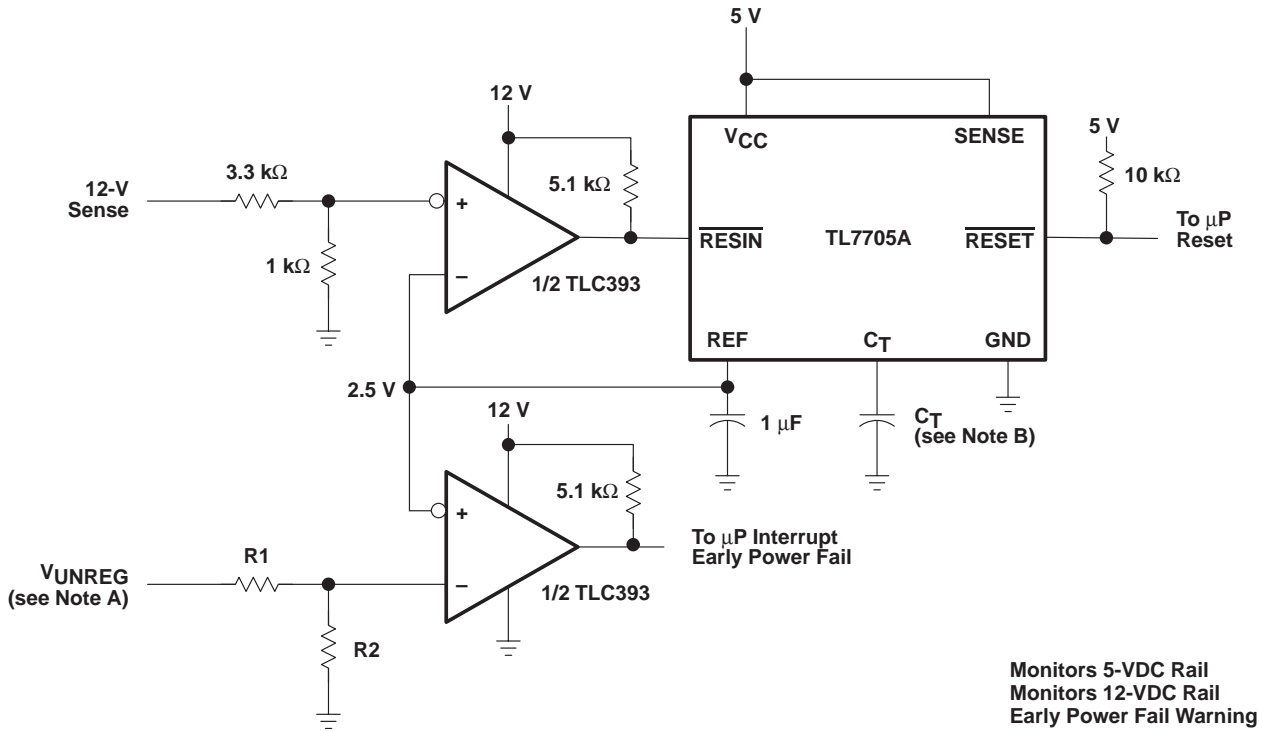 5 V
12 V
VCC
SENSE
5 V
3.3 kΩ
5.1 kΩ
10 kΩ
12-V
Sense
+
RESIN
TL7705A
RESET
To μP
Reset
1 kΩ
–
1/2 TLC393
REF
CT
GND
2.5 V
12 V
1 μF
CT
(see Note B)
5.1 kΩ
+
To μP Interrupt
Early Power Fail
R1
VUNREG
(see Note A)
–
1/2 TLC393
R2
Monitors 5-VDC Rail
Monitors 12-VDC Rail
Early Power Fail Warning